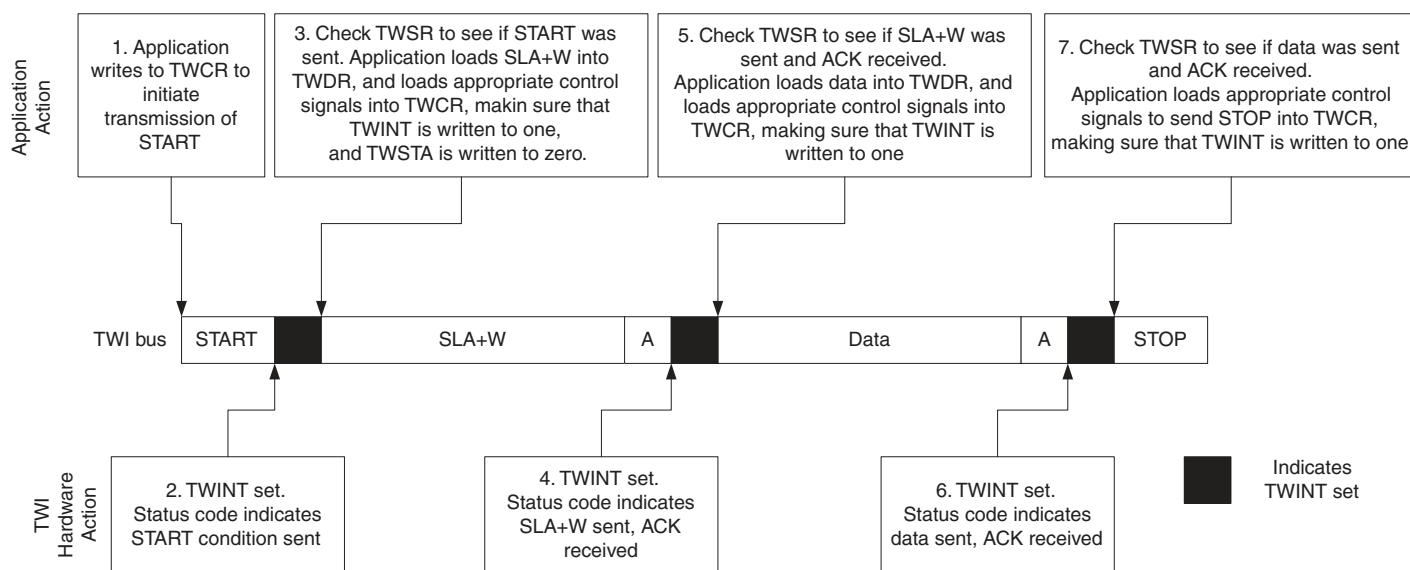 Application
Action
1. Application
writes to TWCR to
initiate
transmission of
START
3. Check TWSR to see if START was
sent. Application loads SLA+W into
TWDR, and loads appropriate control
signals into TWCR, makin sure that
TWINT is written to one,
and TWSTA is written to zero.
5. Check TWSR to see if SLA+W was
sent and ACK received.
Application loads data into TWDR, and
loads appropriate control signals into
TWCR, making sure that TWINT is
written to one
7. Check TWSR to see if data was sent
and ACK received.
Application loads appropriate control
signals to send STOP into TWCR,
making sure that TWINT is written to one
TWI bus
START
SLA+W
A
Data
A
STOP
TWI
Hardware
Action
2. TWINT set.
Status code indicates
START condition sent
4. TWINT set.
Status code indicates
SLA+W sent, ACK
received
6. TWINT set.
Status code indicates
data sent, ACK received
Indicates
TWINT set